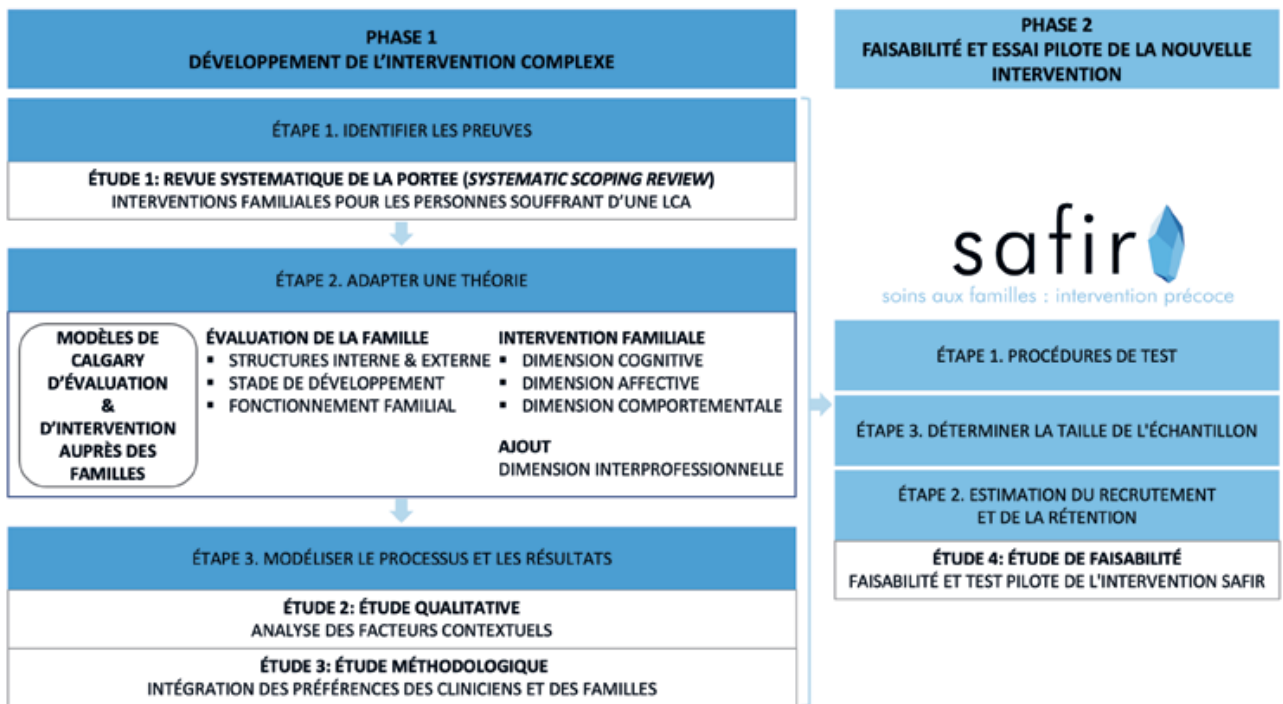 PHASE 1
DÉVELOPPEMENT DE L'INTERVENTION COMPLEXE
ÉTAPE 1. IDENTIFIER LES PREUVES
ÉTUDE 1: REVUE SYSTEMATIQUE DE LA PORTEE (SYSTEMATIC SCOPING REVIEW)
INTERVENTIONS FAMILIALES POUR LES PERSONNES SOUFFRANT D'UNE LCA
ÉTAPE 2. ADAPTER UNE THÉORIE
MODÈLES DE
CALGARY
D'ÉVALUATION
&
D'INTERVENTION
AUPRÈS DES
FAMILLES
ÉVALUATION DE LA FAMILLE
▪ STRUCTURES INTERNE & EXTERNE
▪ STADE DE DÉVELOPPEMENT
▪ FONCTIONNEMENT FAMILIAL
INTERVENTION FAMILIALE
▪ DIMENSION COGNITIVE
▪ DIMENSION AFFECTIVE
▪ DIMENSION COMPORTEMENTALE
AJOUT
DIMENSION INTERPROFESSIONNELLE
ÉTAPE 3. MODÉLISER LE PROCESSUS ET LES RÉSULTATS
ÉTUDE 2: ÉTUDE QUALITATIVE
ANALYSE DES FACTEURS CONTEXTUELS
ÉTUDE 3: ÉTUDE MÉTHODOLOGIQUE
INTÉGRATION DES PRÉFÉRENCES DES CLINICIENS ET DES FAMILLES
PHASE 2
FAISABILITÉ ET ESSAI PILOTE DE LA NOUVELLE
INTERVENTION
safir
soins aux familles : intervention précoce
ÉTAPE 1. PROCÉDURES DE TEST
ÉTAPE 3. DÉTERMINER LA TAILLE DE L'ÉCHANTILLON
ÉTAPE 2. ESTIMATION DU RECRUTEMENT
ET DE LA RÉTENTION
ÉTUDE 4: ÉTUDE DE FAISABILITÉ
FAISABILITÉ ET TEST PILOTE DE L'INTERVENTION SAFIR